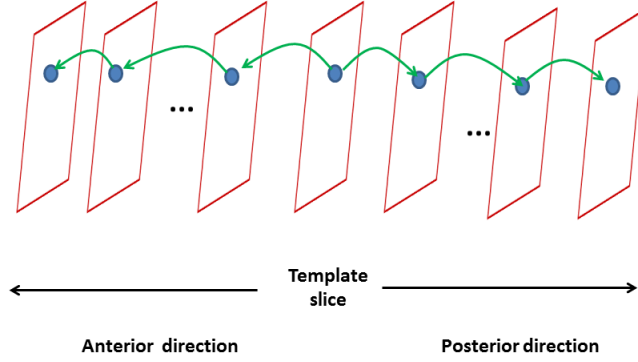 ...
...
Template
slice
Anterior direction
Posterior direction